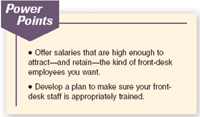 Power
Points
• Offer salaries that are high enough to
attract—and retain—the kind of front-desk
employees you want.
• Develop a plan to make sure your front-
desk staff is appropriately trained.